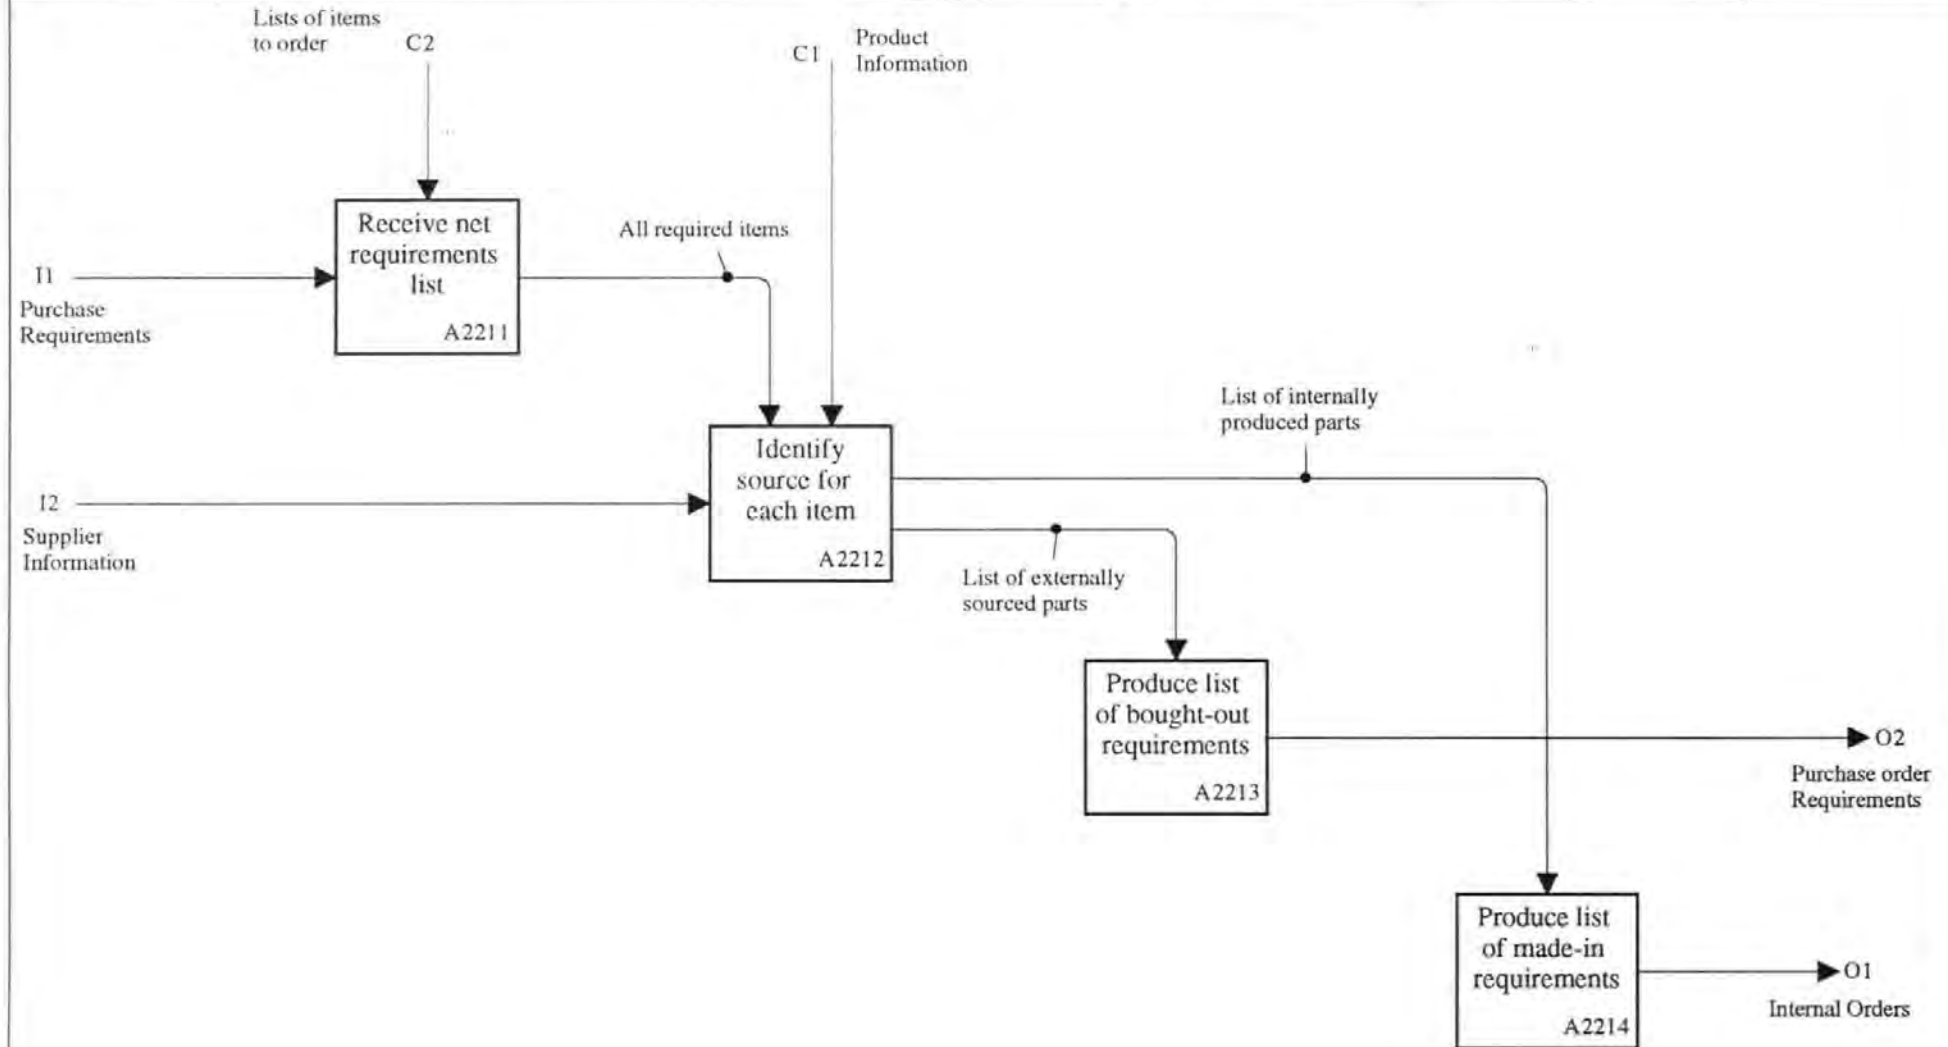 Lists of items
to order
C2
C1
Product
Information
Receive net
requirements
list
A2211
All required items
I1
Purchase
Requirements
List of internally
produced parts
Identify
source for
each item
A2212
I2
Supplier
Information
List of externally
sourced parts
Produce list
of bought-out
requirements
A2213
O2
Purchase order
Requirements
Produce list
of made-in
requirements
A2214
O1
Internal Orders